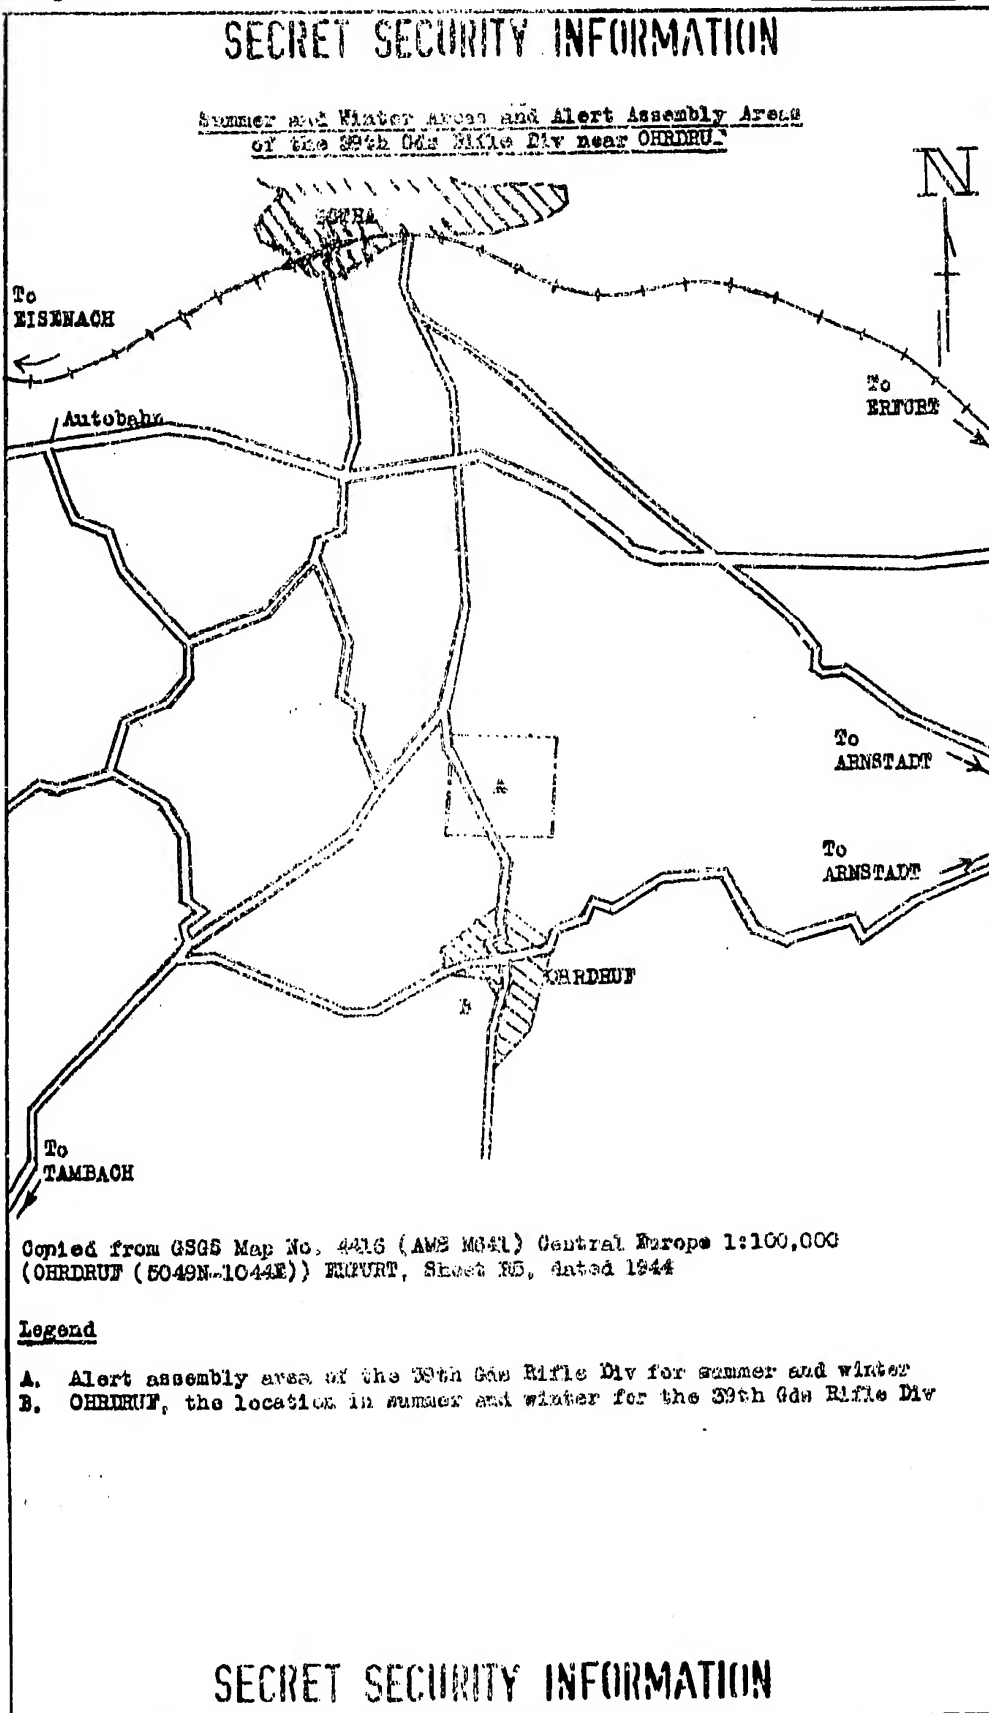 SECRET SECURITY INFORMATION
Summer and Winter Areas and Alert Assembly Areas
of the 39th Gds Rifle Div near OHRDRUF
N
GOTHA
To
EISENACH
To
ERFURT
Autobahn
To
ARNSTADT
A
To
ARNSTADT
OHRDRUF
B
To
TAMBACH
Copied from GSGS Map No. 4416 (AMS M641) Central Europe 1:100,000
(OHRDRUF (5049N-1044E)) ERFURT, Sheet R5, dated 1944
Legend
A. Alert assembly area of the 39th Gds Rifle Div for summer and winter
B. OHRDRUF, the location in summer and winter for the 39th Gds Rifle Div
SECRET SECURITY INFORMATION